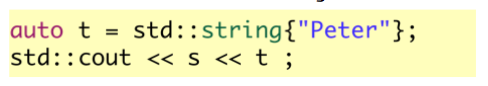 auto t = std::string{"Peter"};
std::cout << s << t ;